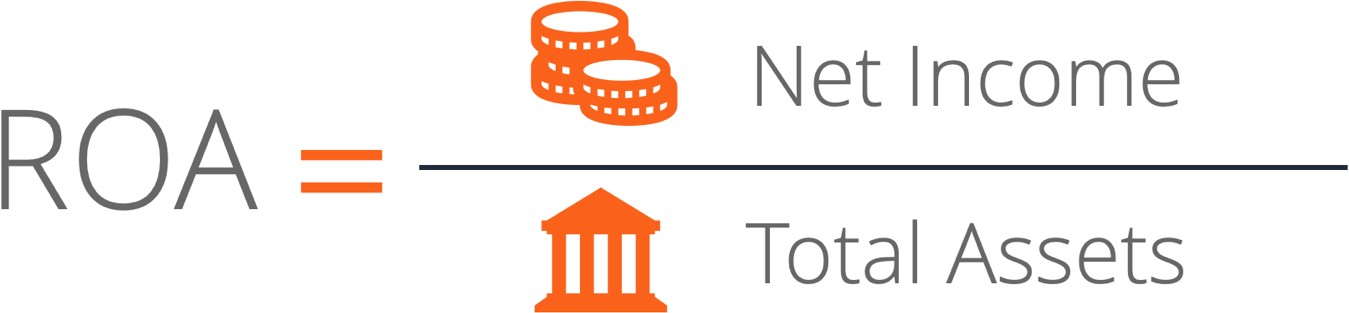 Net Income
ROA =
Total Assets